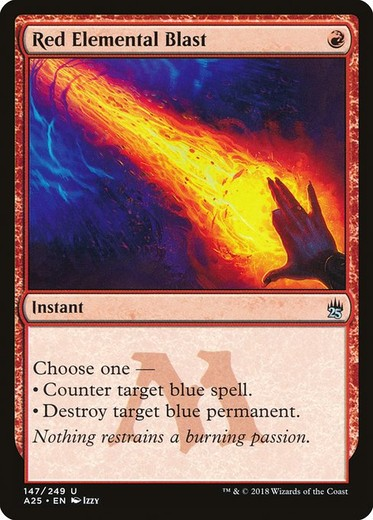 Red Elemental Blast
Instant
25
Choose one —
• Counter target blue spell.
• Destroy target blue permanent.
Nothing restrains a burning passion.
147/249 U
A25 • EN Izzy
™ & © 2018 Wizards of the Coast